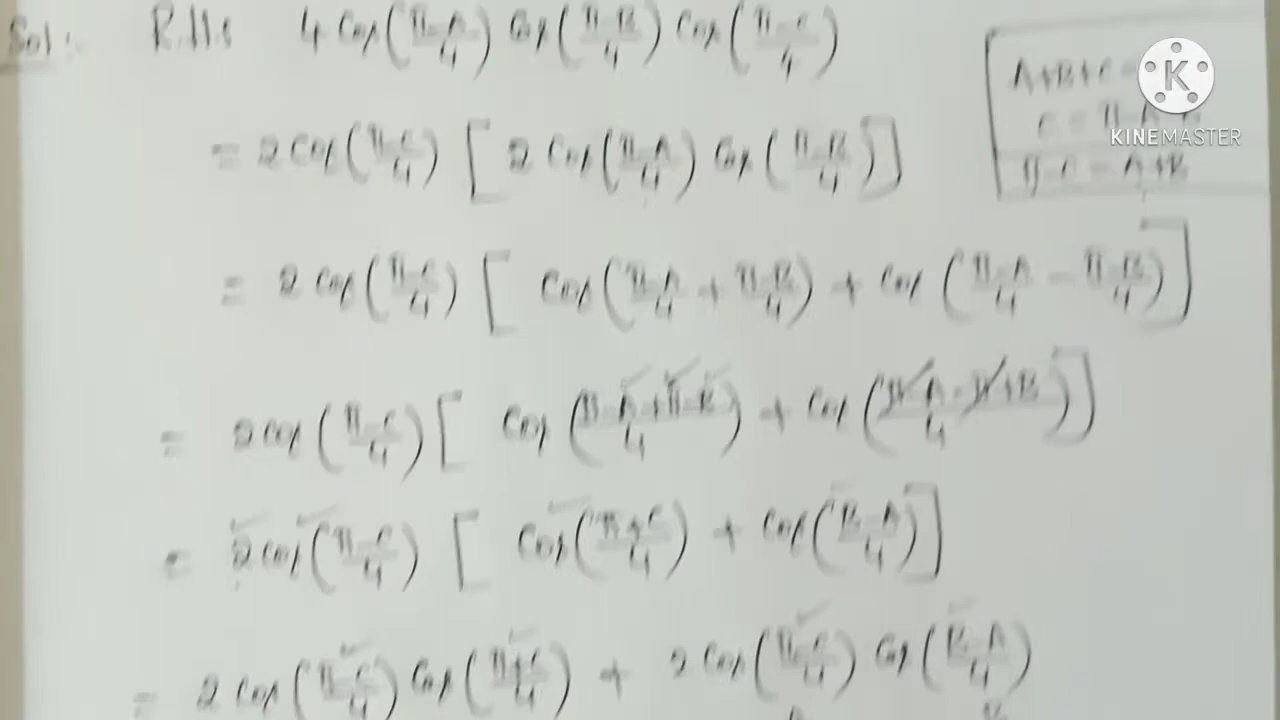 Sol: R.H.S 4 Cos(π-A/4) Cos(π-B/4) Cos(π-C/4)
= 2 Cos(π-C/4) [ 2 Cos(π-A/4) Cos(π-B/4) ]
= 2 Cos(π-C/4) [ Cos(π-A/4 + π-B/4) + Cos(π-A/4 - π-B/4) ]
= 2 Cos(π-C/4) [ Cos(π-A+π-B/4) + Cos(π-A-π+B/4) ]
= 2 Cos(π-C/4) [ Cos(π+C/4) + Cos(B-A/4) ]
= 2 Cos(π-C/4) Cos(π+C/4) + 2 Cos(π-C/4) Cos(B-A/4)
A+B+C =
C = π-A-B
π-C = A+B
KINEMASTER